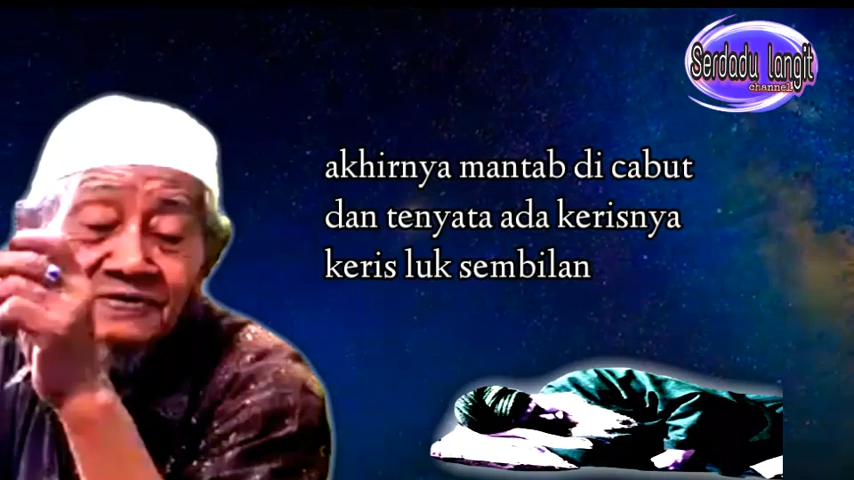 Serdadu langit
channel
akhirnya mantab di cabut
dan tenyata ada kerisnya
keris luk sembilan